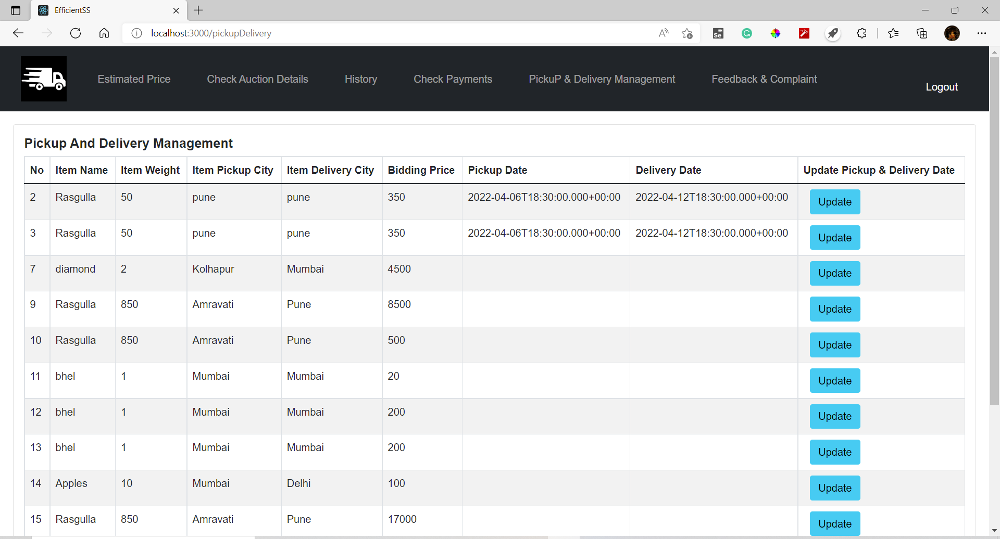 EfficientSS
localhost:3000/pickupDelivery
Estimated Price Check Auction Details History Check Payments PickuP & Delivery Management Feedback & Complaint Logout
Pickup And Delivery Management
No Item Name Item Weight Item Pickup City Item Delivery City Bidding Price Pickup Date Delivery Date Update Pickup & Delivery Date
2 Rasgulla 50 pune pune 350 2022-04-06T18:30:00.000+00:00 2022-04-12T18:30:00.000+00:00 Update
3 Rasgulla 50 pune pune 350 2022-04-06T18:30:00.000+00:00 2022-04-12T18:30:00.000+00:00 Update
7 diamond 2 Kolhapur Mumbai 4500 Update
9 Rasgulla 850 Amravati Pune 8500 Update
10 Rasgulla 850 Amravati Pune 500 Update
11 bhel 1 Mumbai Mumbai 20 Update
12 bhel 1 Mumbai Mumbai 200 Update
13 bhel 1 Mumbai Mumbai 200 Update
14 Apples 10 Mumbai Delhi 100 Update
15 Rasgulla 850 Amravati Pune 17000 Update